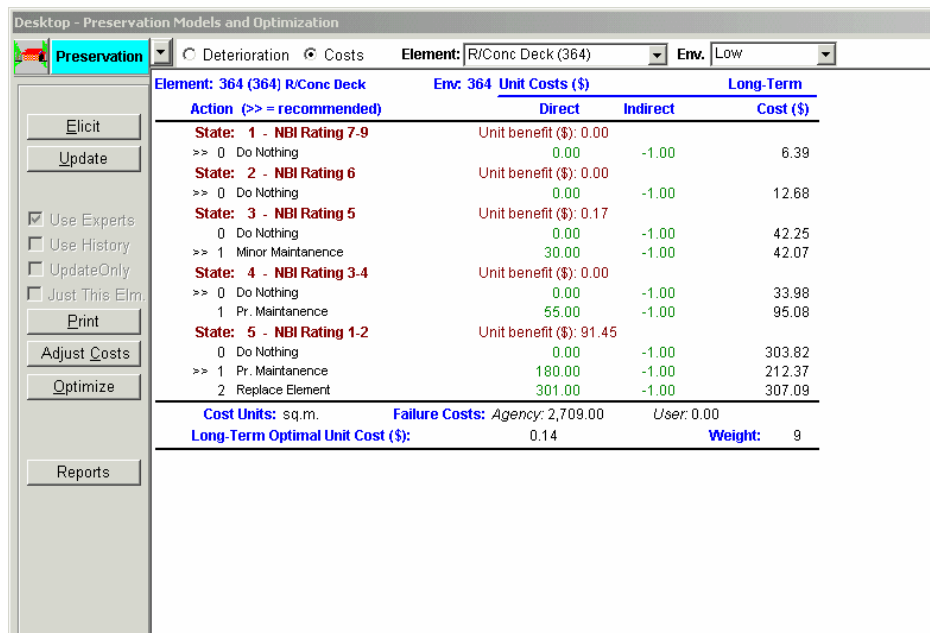 Desktop - Preservation Models and Optimization
Preservation Deterioration Costs Element: R/Conc Deck (364) Env. Low
Element: 364 (364) R/Conc Deck Env: 364 Unit Costs ($) Long-Term
Action (>> = recommended) Direct Indirect Cost ($)
State: 1 - NBI Rating 7-9 Unit benefit ($): 0.00
>> 0 Do Nothing 0.00 -1.00 6.39
State: 2 - NBI Rating 6 Unit benefit ($): 0.00
>> 0 Do Nothing 0.00 -1.00 12.68
State: 3 - NBI Rating 5 Unit benefit ($): 0.17
0 Do Nothing 0.00 -1.00 42.25
>> 1 Minor Maintanence 30.00 -1.00 42.07
State: 4 - NBI Rating 3-4 Unit benefit ($): 0.00
>> 0 Do Nothing 0.00 -1.00 33.98
1 Pr. Maintanence 55.00 -1.00 95.08
State: 5 - NBI Rating 1-2 Unit benefit ($): 91.45
0 Do Nothing 0.00 -1.00 303.82
>> 1 Pr. Maintanence 180.00 -1.00 212.37
2 Replace Element 301.00 -1.00 307.09
Cost Units: sq.m. Failure Costs: Agency: 2,709.00 User: 0.00
Long-Term Optimal Unit Cost ($): 0.14 Weight: 9
Elicit
Update
Use Experts
Use History
UpdateOnly
Just This Elm.
Print
Adjust Costs
Optimize
Reports